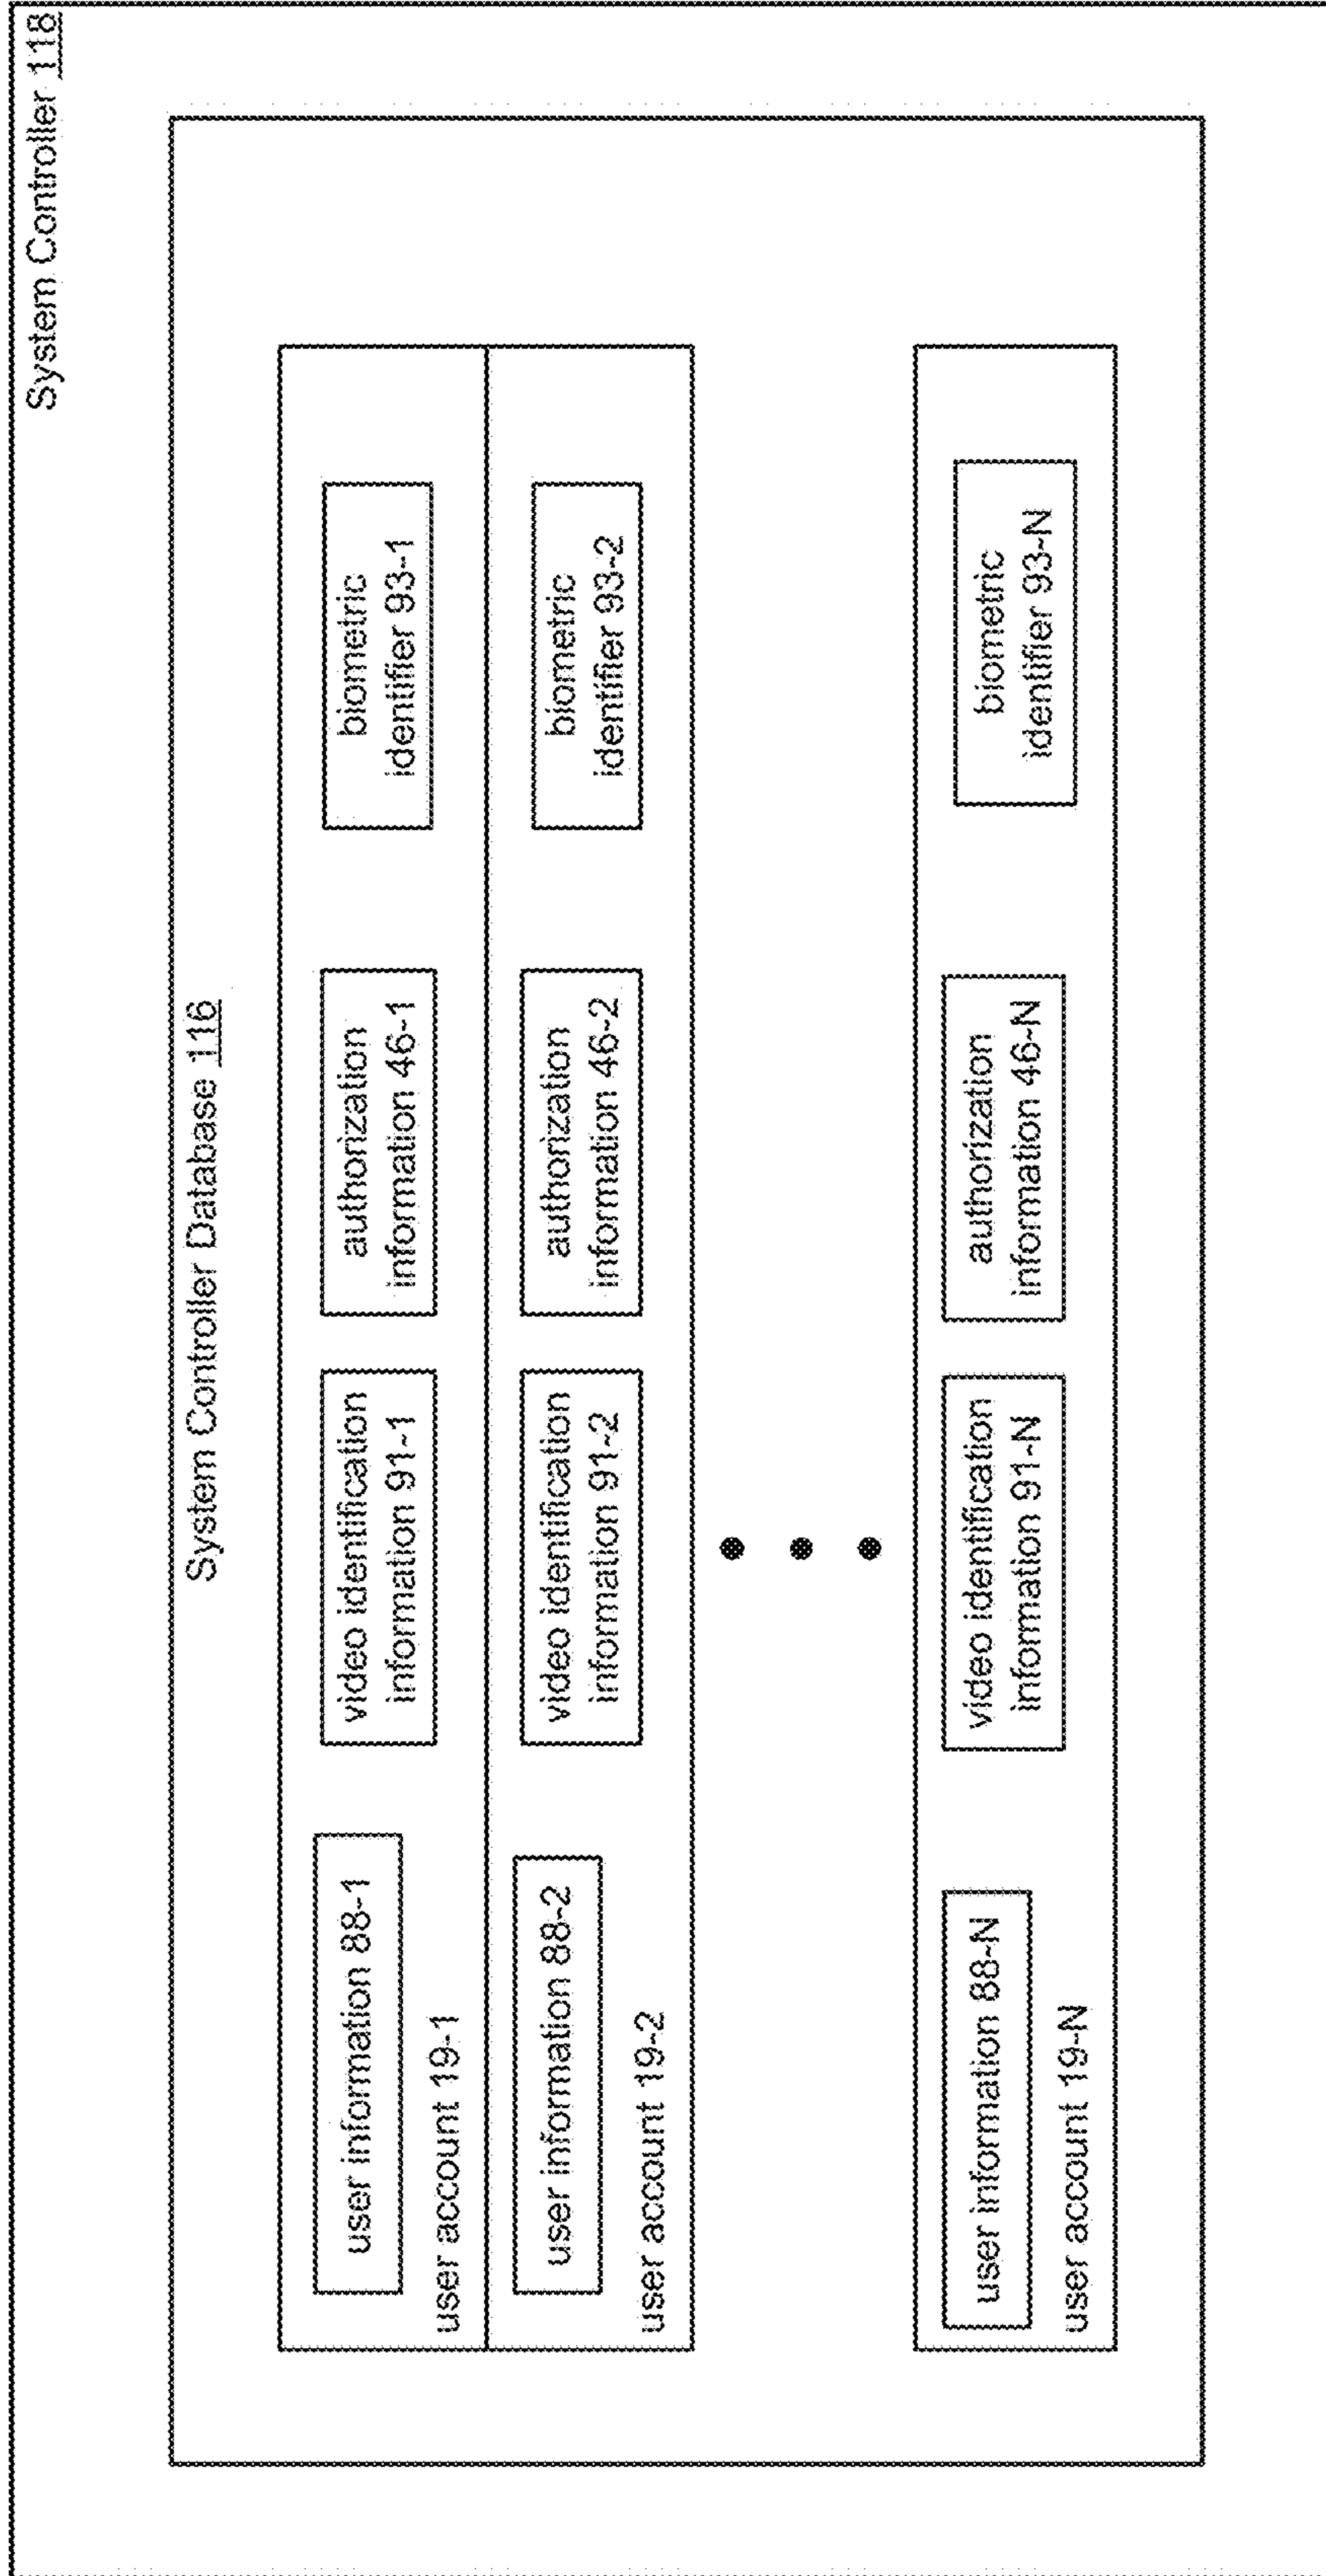 System Controller 118
System Controller Database 116
user information 88-1
video identification
information 91-1
authorization
information 46-1
biometric
identifier 93-1
user account 19-1
user information 88-2
video identification
information 91-2
authorization
information 46-2
biometric
identifier 93-2
user account 19-2
user information 88-N
video identification
information 91-N
authorization
information 46-N
biometric
identifier 93-N
user account 19-N